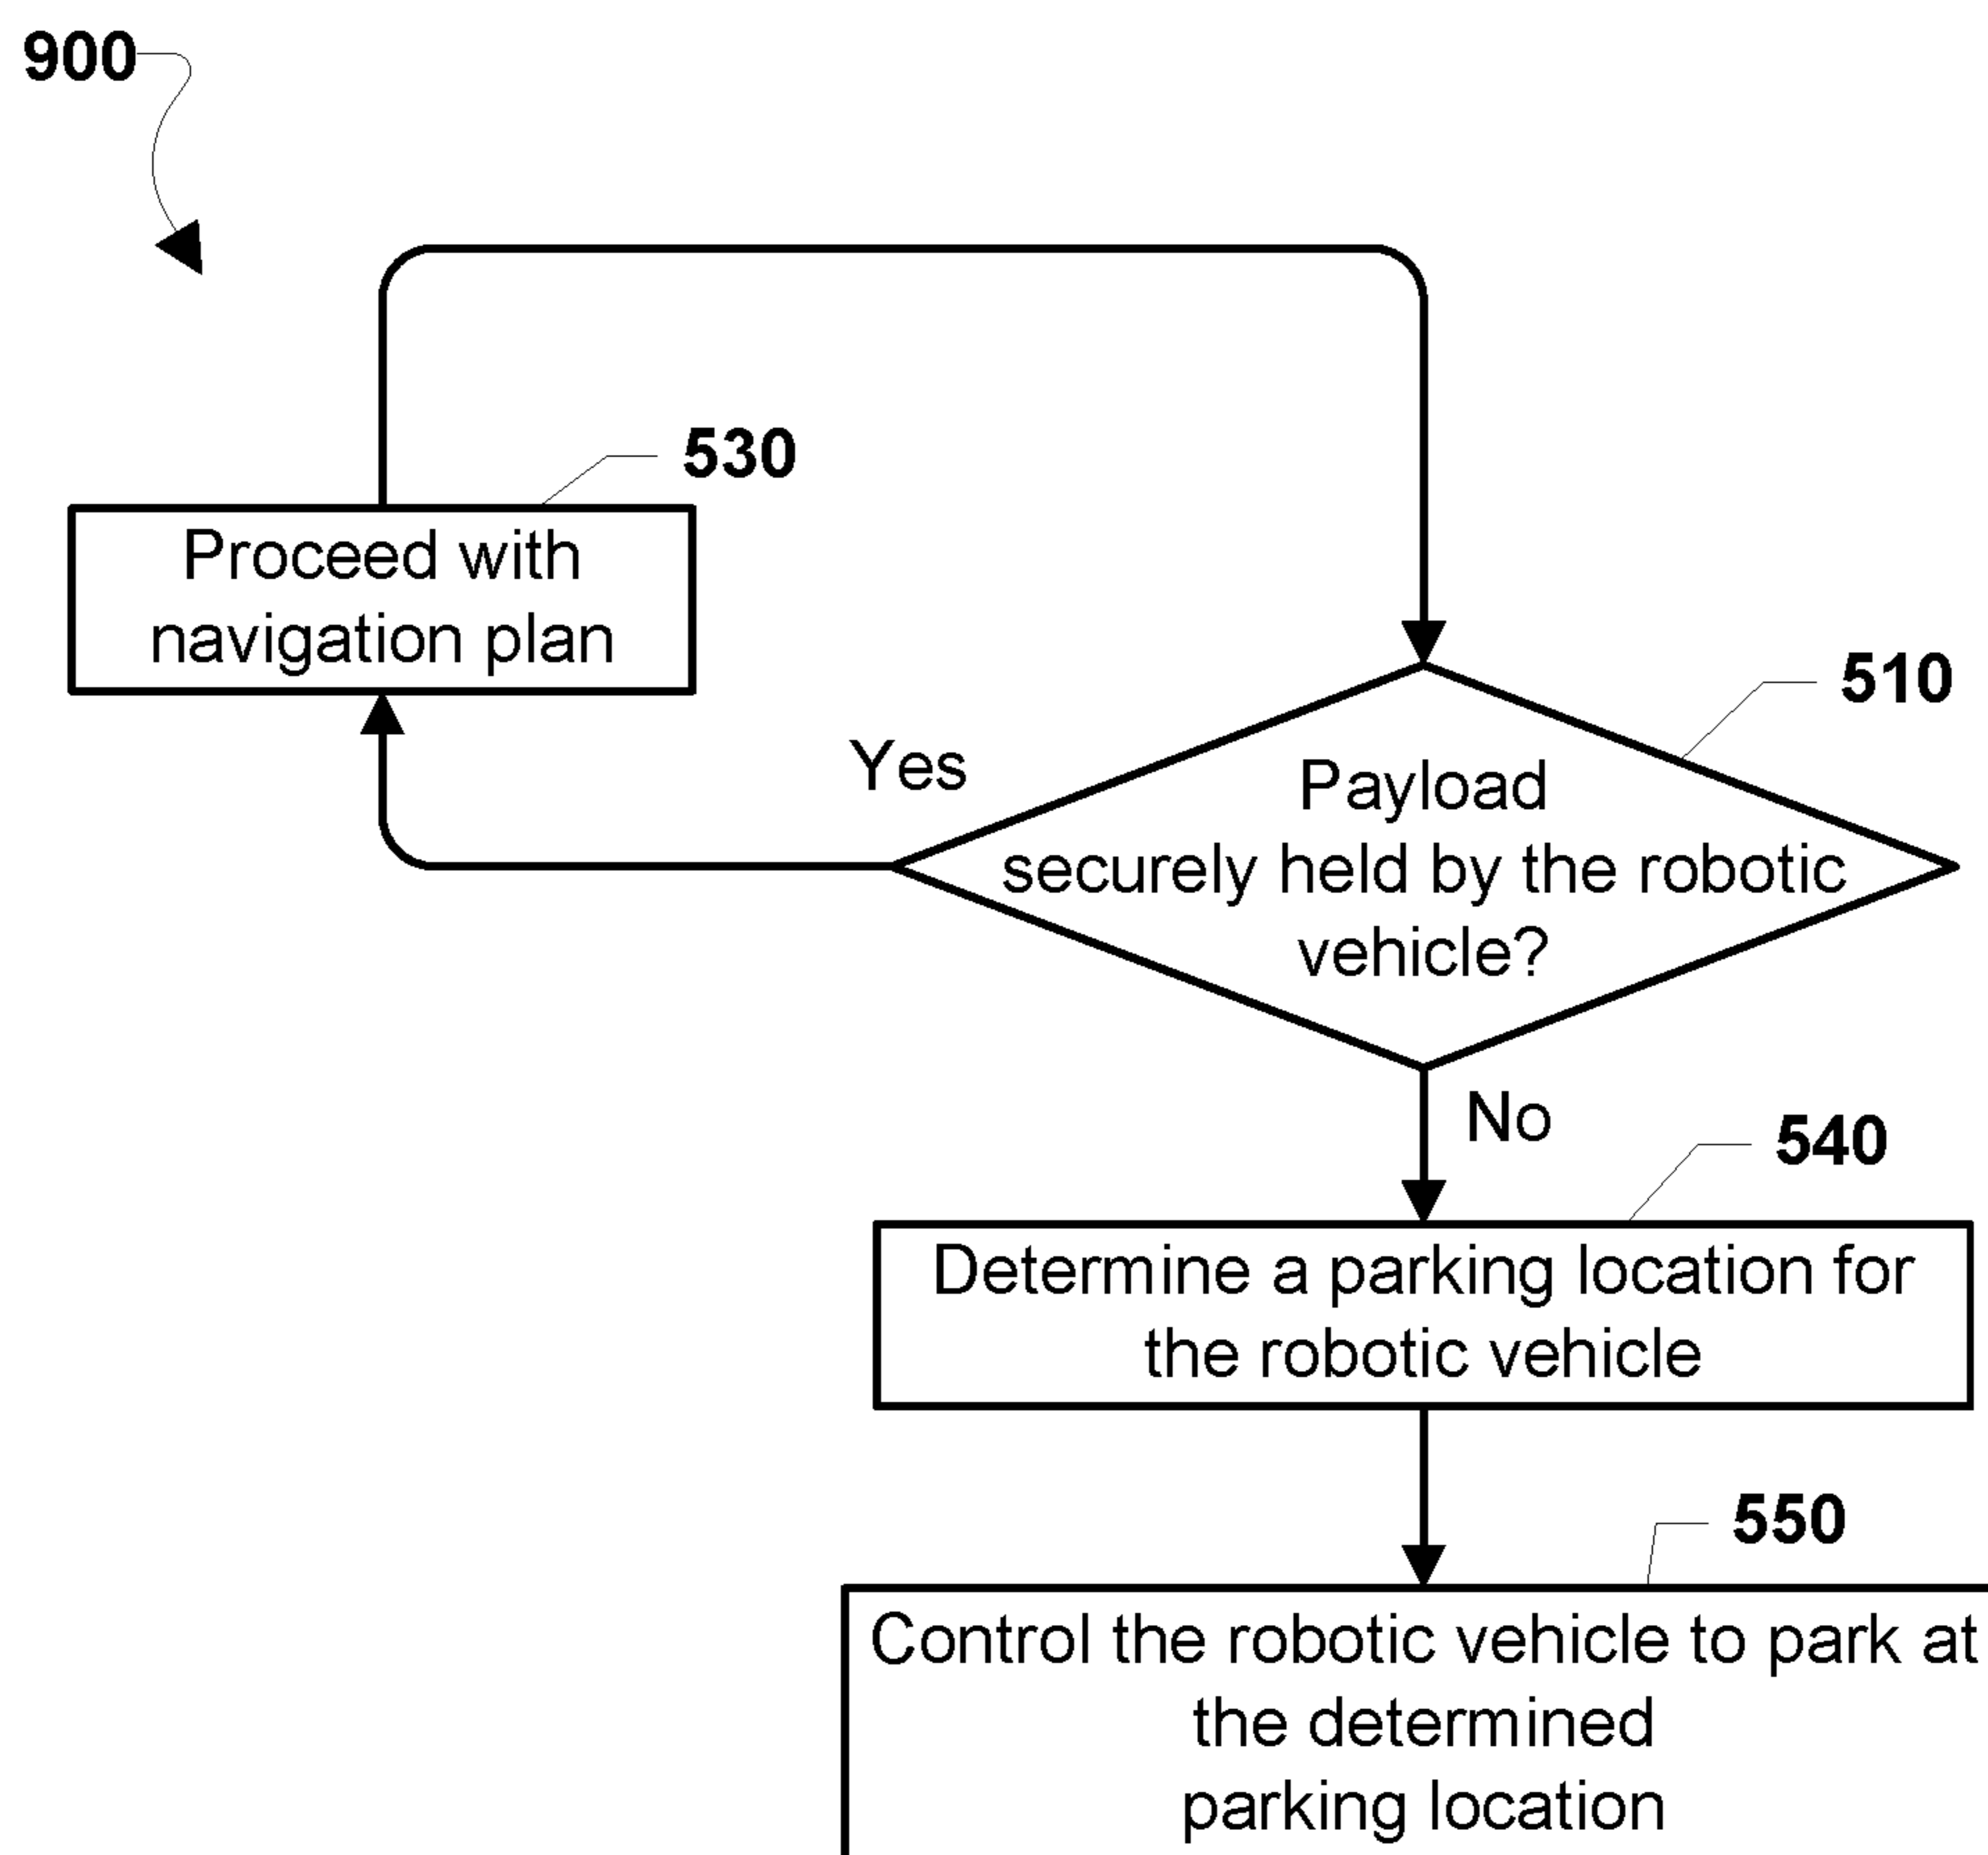 900
530
Proceed with
navigation plan
510
Yes
Payload
securely held by the robotic
vehicle?
No
540
Determine a parking location for
the robotic vehicle
550
Control the robotic vehicle to park at
the determined
parking location